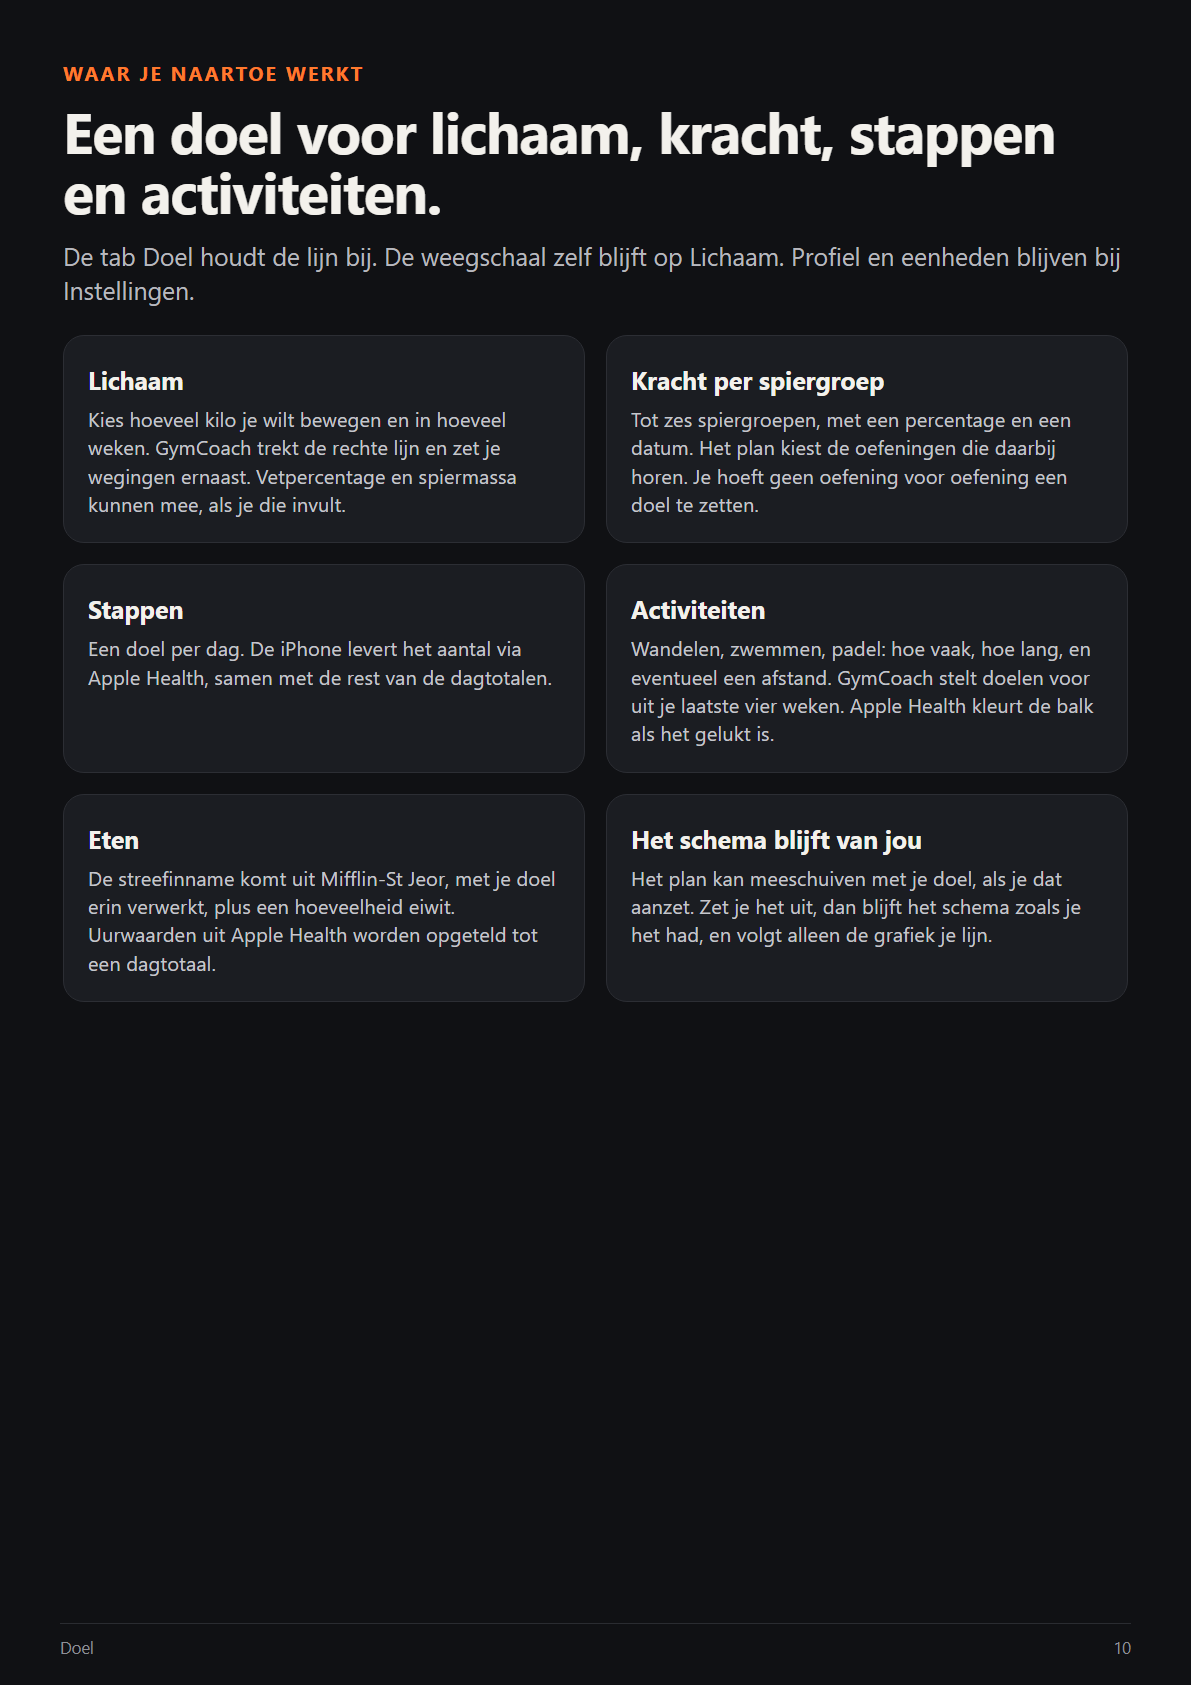 WAAR JE NAARTOE WERKT
Een doel voor lichaam, kracht, stappen
en activiteiten.
De tab Doel houdt de lijn bij. De weegschaal zelf blijft op Lichaam. Profiel en eenheden blijven bij
Instellingen.
Lichaam
Kies hoeveel kilo je wilt bewegen en in hoeveel
weken. GymCoach trekt de rechte lijn en zet je
wegingen ernaast. Vetpercentage en spiermassa
kunnen mee, als je die invult.
Kracht per spiergroep
Tot zes spiergroepen, met een percentage en een
datum. Het plan kiest de oefeningen die daarbij
horen. Je hoeft geen oefening voor oefening een
doel te zetten.
Stappen
Een doel per dag. De iPhone levert het aantal via
Apple Health, samen met de rest van de dagtotalen.
Activiteiten
Wandelen, zwemmen, padel: hoe vaak, hoe lang, en
eventueel een afstand. GymCoach stelt doelen voor
uit je laatste vier weken. Apple Health kleurt de balk
als het gelukt is.
Eten
De streefinname komt uit Mifflin-St Jeor, met je doel
erin verwerkt, plus een hoeveelheid eiwit.
Uurwaarden uit Apple Health worden opgeteld tot
een dagtotaal.
Het schema blijft van jou
Het plan kan meeschuiven met je doel, als je dat
aanzet. Zet je het uit, dan blijft het schema zoals je
het had, en volgt alleen de grafiek je lijn.
Doel
10